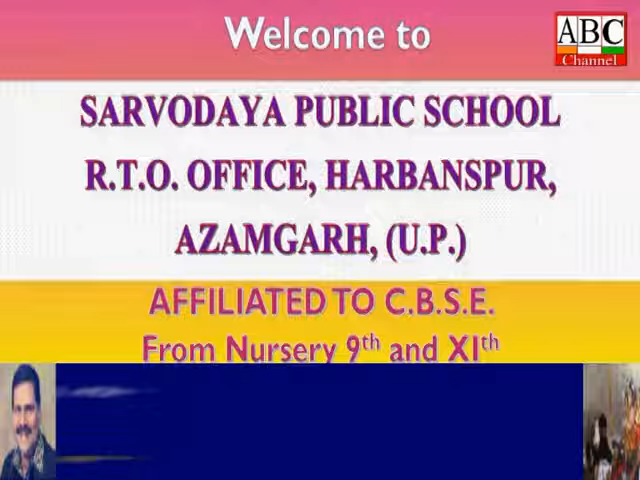 Welcome to
ABC
Channel
SARVODAYA PUBLIC SCHOOL
R.T.O. OFFICE, HARBANSPUR,
AZAMGARH, (U.P.)
AFFILIATED TO C.B.S.E.
From Nursery 9th and XIth